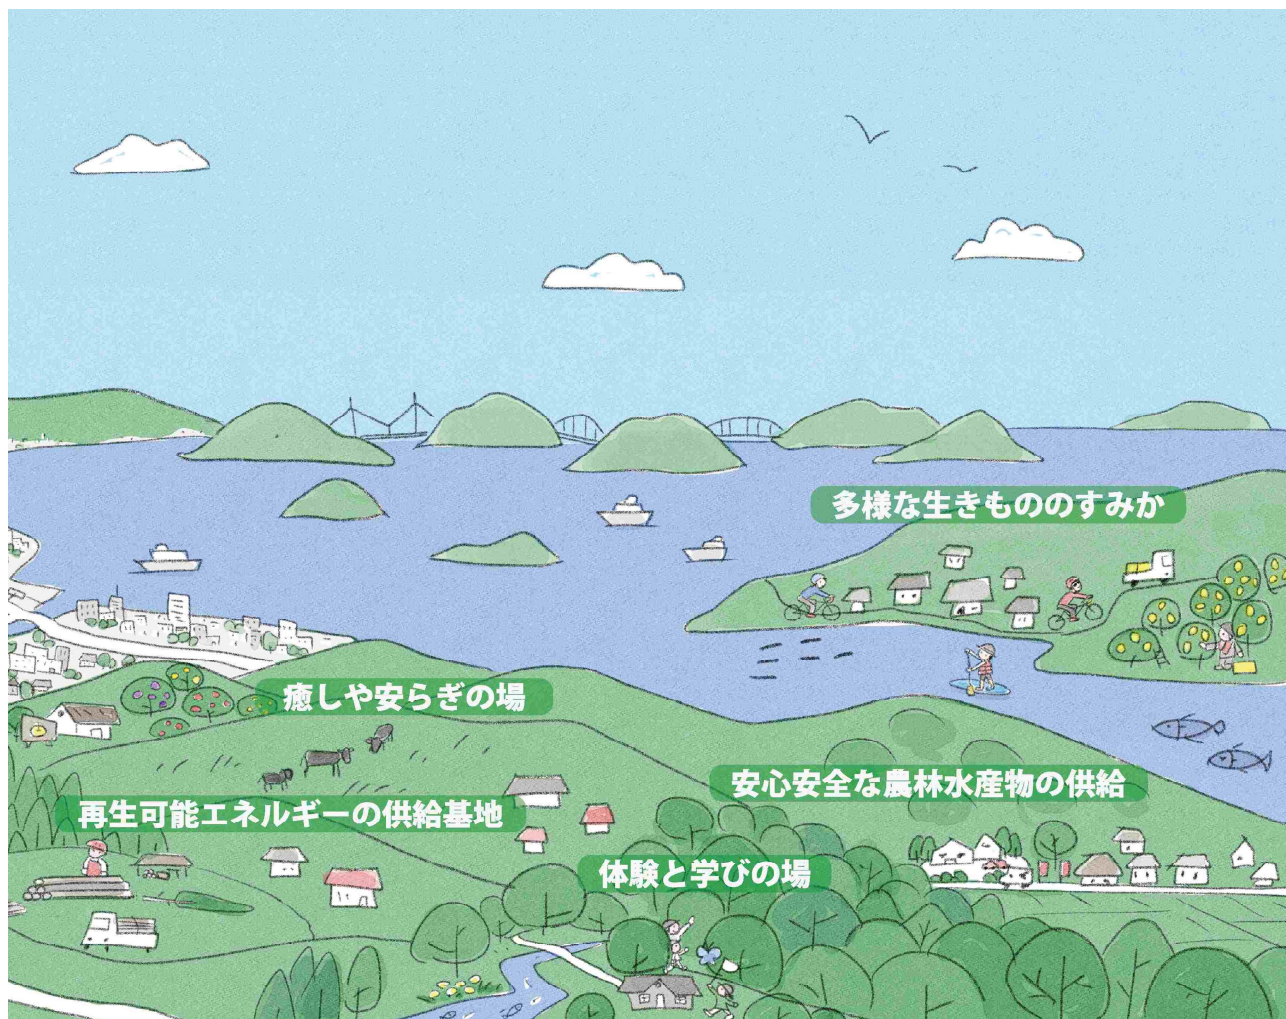 多様な生きもののすみか
癒しや安らぎの場
安心安全な農林水産物の供給
再生可能エネルギーの供給基地
体験と学びの場